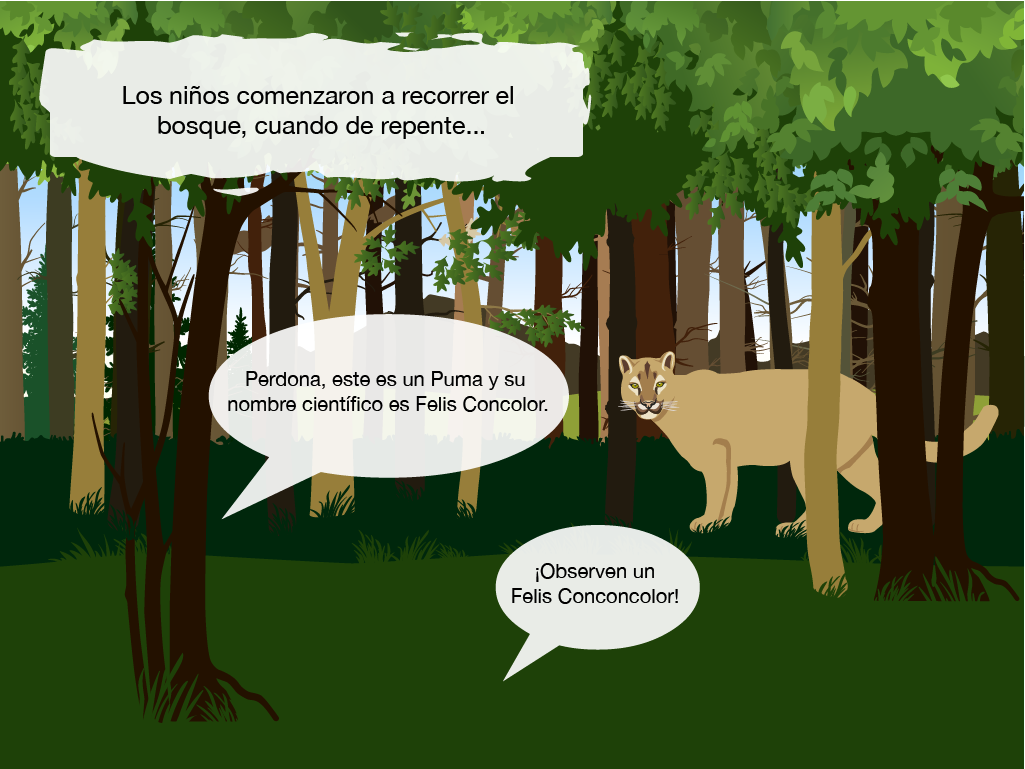 Los niños comenzaron a recorrer el
bosque, cuando de repente...
Perdona, este es un Puma y su
nombre científico es Felis Concolor.
¡Observen un
Felis Conconcolor!